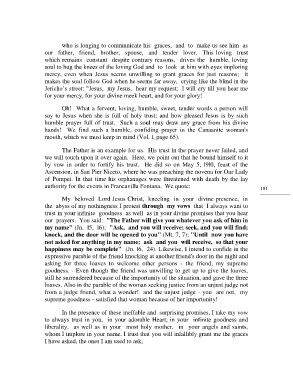 who is longing to communicate his graces, and to make us see him as
our father, friend, brother, spouse, and tender lover. This loving trust
which remains constant despite contrary reasons, drives the humble, loving
soul to hug the knees of the loving God and to look at him with eyes imploring
mercy, even when Jesus seems unwilling to grant graces for just reasons; it
makes the soul follow God when he seems far away, crying like the blind in the
Jericho's street: "Jesus, my Jesus, hear my request; I will cry till you hear me
for your mercy, for your divine meek heart, and for your glory!
Oh! What a fervent, loving, humble, sweet, tender words a person will
say to Jesus when she is full of holy trust; and how pleased Jesus is by such
humble prayer full of trust. Such a soul may draw any grace from his divine
hands! We find such a humble, confiding prayer in the Canaanite woman's
mouth, which we must keep in mind (Vol. I, page 65).
The Father is an example for us. His trust in the prayer never failed, and
we will touch upon it over again. Here, we point out that he bound himself to it
by vow in order to fortify his trust. He did so on May 5, 1910, feast of the
Ascension, in San Pier Niceto, where he was preaching the novena for Our Lady
of Pompei. In that time his orphanages were threatened with death by the lay
authority for the events in Francavilla Fontana. We quote:
191
My beloved Lord Jesus Christ, kneeling in your divine presence, in
the abyss of my nothingness I protest through my vows that I always want to
trust in your infinite goodness as well as in your divine promises that you hear
our prayers. You said: "The Father will give you whatever you ask of him in
my name" (Jn. 15, 16); "Ask, and you will receive; seek, and you will find;
knock, and the door will be opened to you" (Mt. 7, 7); "Until now you have
not asked for anything in my name; ask and you will receive, so that your
happiness may be complete" (Jn. 16, 24). Likewise, I intend to confide in the
expressive parable of the friend knocking at another friend's door in the night and
asking for three loaves to welcome other persons - the friend, my supreme
goodness. - Even though the friend was unwilling to get up to give the loaves,
still he surrendered because of the importunity of the situation, and gave the three
loaves. Also in the parable of the woman seeking justice from an unjust judge not
from a judge friend, what a wonder! and the unjust judge - you are not, my
supreme goodness - satisfied that woman because of her importunity!
In the presence of these ineffable and surprising promises, I take my vow
to always trust in you, in your adorable Heart, in your infinite goodness and
liberality, as well as in your most holy mother, in your angels and saints,
whom I implore in your name. I trust that you will infallibly grant me the graces
I have asked, the ones I am used to ask,